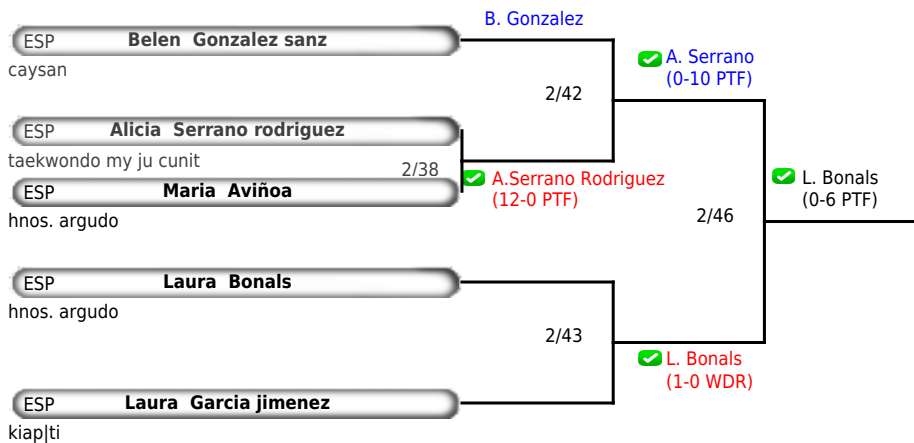 B. Gonzalez
ESP Belen Gonzalez sanz
caysan
A. Serrano
(0-10 PTF)
2/42
ESP Alicia Serrano rodriguez
taekwondo my ju cunit
2/38
A.Serrano Rodriguez
(12-0 PTF)
ESP Maria Aviñoa
hnos. argudo
L. Bonals
(0-6 PTF)
2/46
ESP Laura Bonals
hnos. argudo
2/43
L. Bonals
(1-0 WDR)
ESP Laura Garcia jimenez
kiap|ti